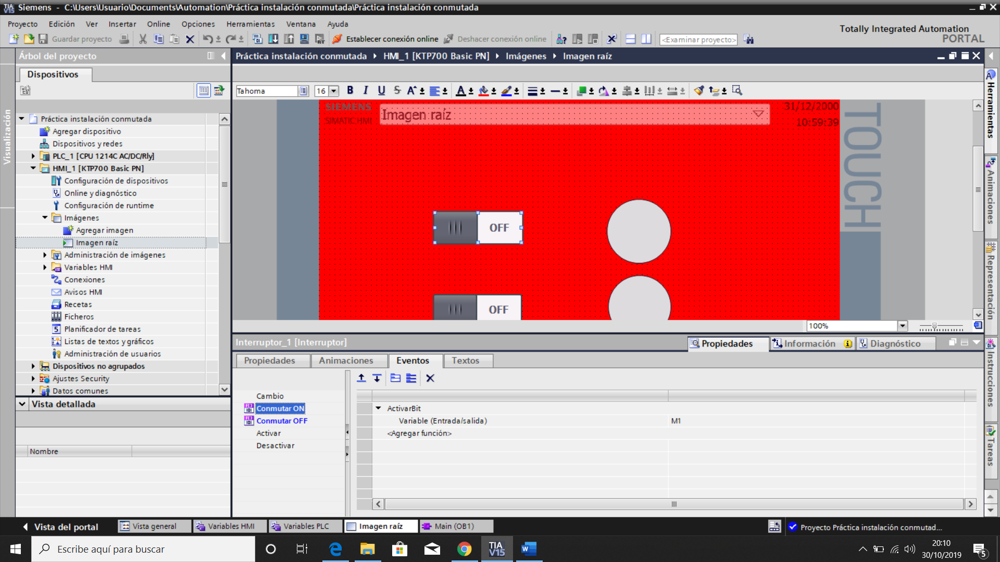 Siemens - C:\Users\Usuario\Documents\Automation\Práctica instalación conmutada\Práctica instalación conmutada
Proyecto Edición Ver Insertar Online Opciones Herramientas Ventana Ayuda
Totally Integrated Automation
PORTAL
Guardar proyecto Establecer conexión online Deshacer conexión online <Examinar proyecto>
Árbol del proyecto
Práctica instalación conmutada HMI_1 [KTP700 Basic PN] Imágenes Imagen raíz
Dispositivos
Tahoma 16 B I U S A A
Visualización
Práctica instalación conmutada
Agregar dispositivo
Dispositivos y redes
PLC_1 [CPU 1214C AC/DC/Rly]
HMI_1 [KTP700 Basic PN]
Configuración de dispositivos
Online y diagnóstico
Configuración de runtime
Imágenes
Agregar imagen
Imagen raíz
Administración de imágenes
Variables HMI
Conexiones
Avisos HMI
Recetas
Ficheros
Planificador de tareas
Listas de textos y gráficos
Administración de usuarios
Dispositivos no agrupados
Ajustes Security
Datos comunes
Vista detallada
Nombre
SIEMENS
SIMATIC HMI
Imagen raíz
31/12/2000
10:59:39
TOUCH
OFF
OFF
100%
Herramientas
Animaciones
Representación
Instrucciones
Tareas
Interruptor_1 [Interruptor]
Propiedades Información Diagnóstico
Propiedades Animaciones Eventos Textos
Cambio
Conmutar ON
Conmutar OFF
Activar
Desactivar
ActivarBit
Variable (Entrada/salida) M1
<Agregar función>
Vista del portal Vista general Variables HMI Variables PLC Imagen raíz Main (OB1)
Proyecto Práctica instalación conmutad...
Escribe aquí para buscar
TIA V15
20:10
30/10/2019
5